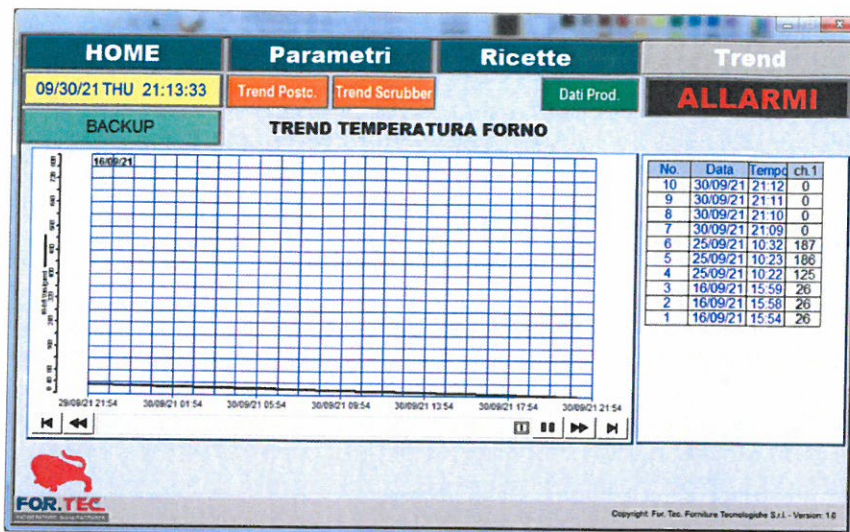 HOME Parametri Ricette Trend
09/30/21 THU 21:13:33 Trend Postc. Trend Scrubber Dati Prod. ALLARMI
BACKUP TREND TEMPERATURA FORNO
16/09/21
29/09/21 21:54 30/09/21 01:54 30/09/21 05:54 30/09/21 09:54 30/09/21 13:54 30/09/21 17:54 30/09/21 21:54
No. Data Tempo ch.1
10 30/09/21 21:12 0
9 30/09/21 21:11 0
8 30/09/21 21:10 0
7 30/09/21 21:09 0
6 25/09/21 10:32 187
5 25/09/21 10:23 186
4 25/09/21 10:22 125
3 16/09/21 15:59 26
2 16/09/21 15:58 26
1 16/09/21 15:54 26
FOR.TEC.
Copyright: For. Tec. Forniture Tecnologiche S.r.l. - Version: 1.0